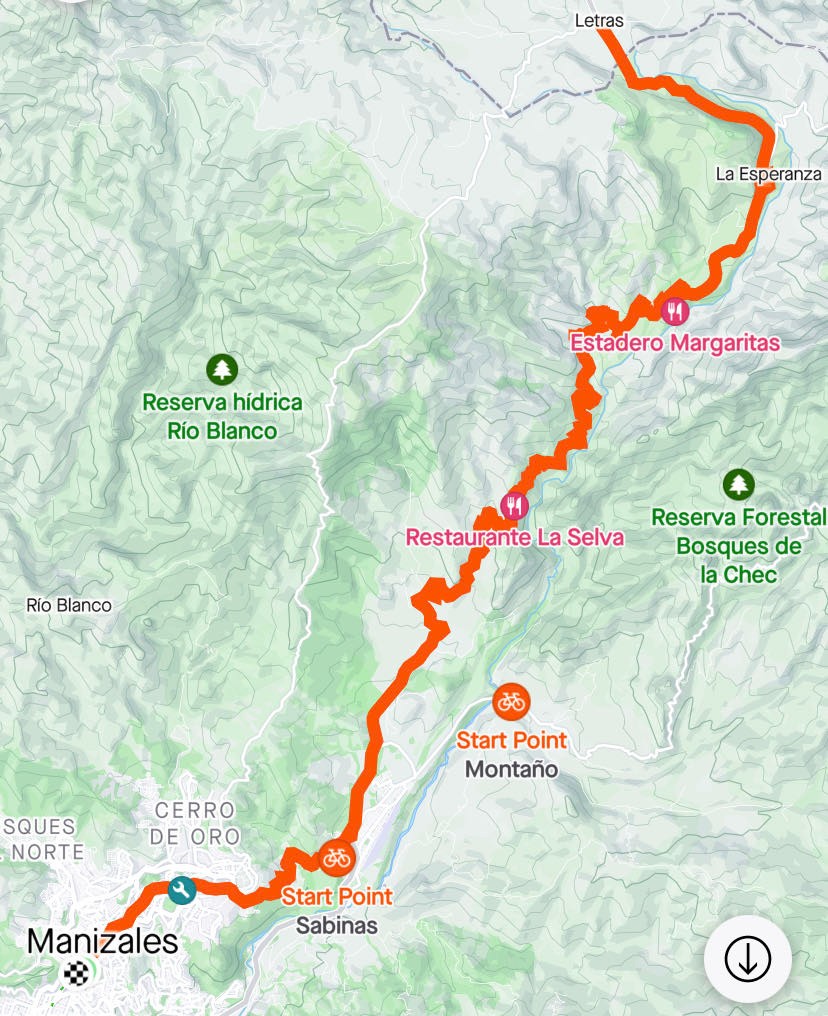 Letras
La Esperanza
Estadero Margaritas
Reserva hídrica
Río Blanco
Reserva Forestal
Bosques de
la Chec
Restaurante La Selva
Río Blanco
Start Point
Montaño
CERRO
DE ORO
SQUES
NORTE
Start Point
Sabinas
Manizales